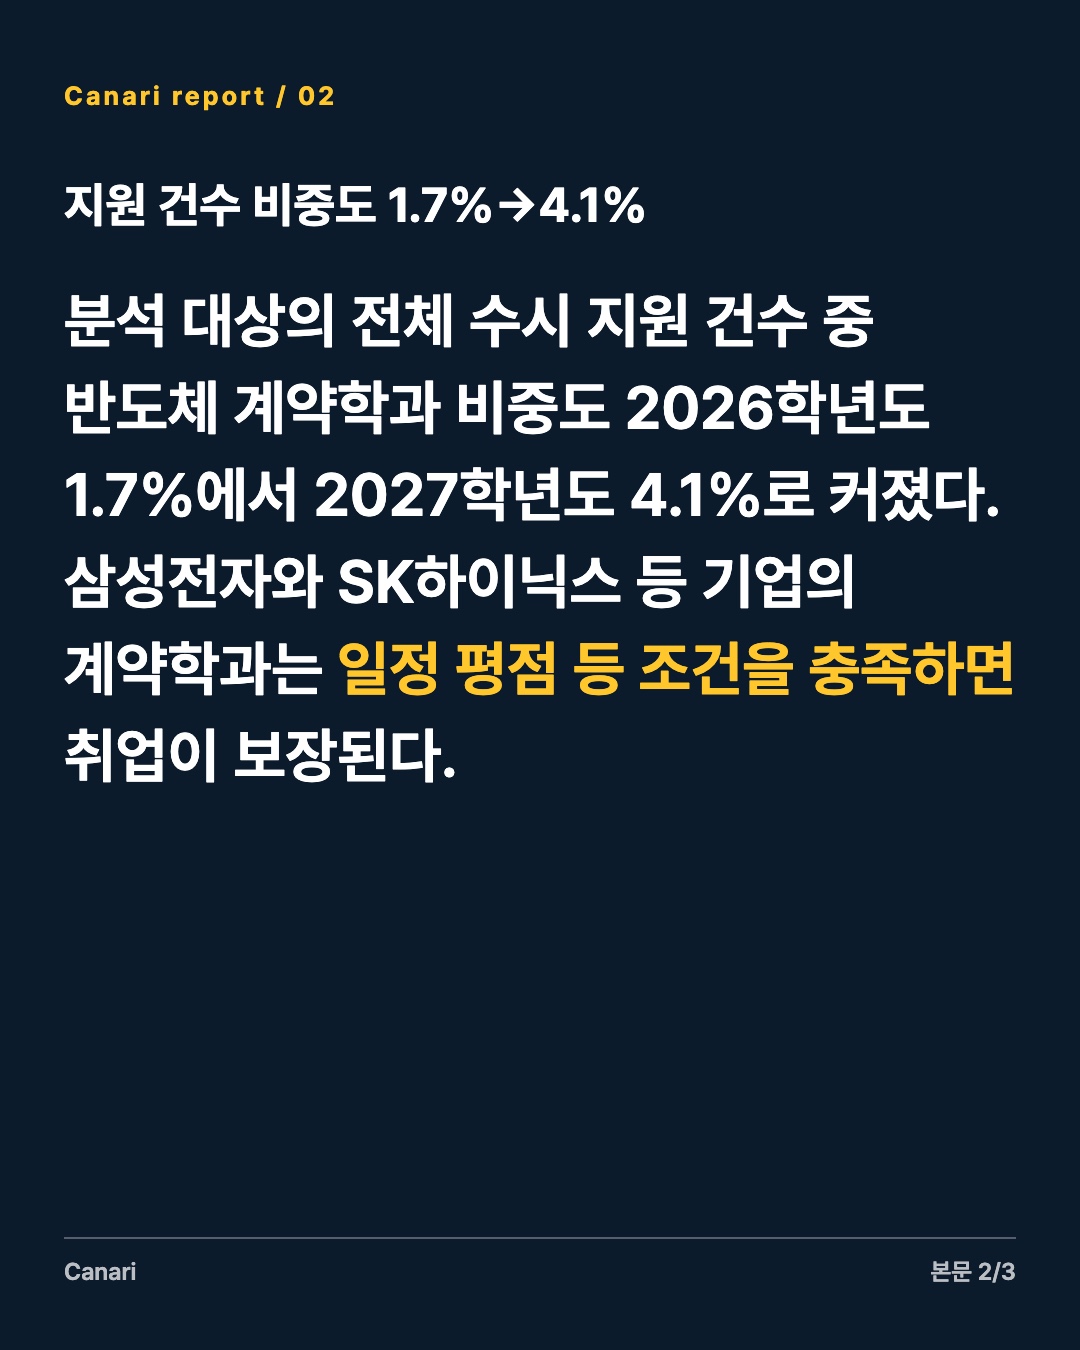 Canari report / 02
지원 건수 비중도 1.7%→4.1%
분석 대상의 전체 수시 지원 건수 중
반도체 계약학과 비중도 2026학년도
1.7%에서 2027학년도 4.1%로 커졌다.
삼성전자와 SK하이닉스 등 기업의
계약학과는 일정 평점 등 조건을 충족하면
취업이 보장된다.
Canari
본문 2/3